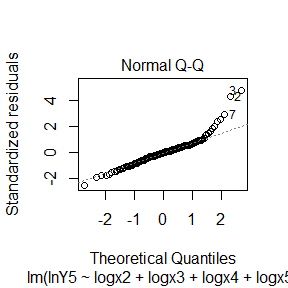 Normal Q-Q
Standardized residuals
4
2
0
-2
3
2
7
-2 -1 0 1 2
Theoretical Quantiles
lm(lnY5 ~ logx2 + logx3 + logx4 + logx5